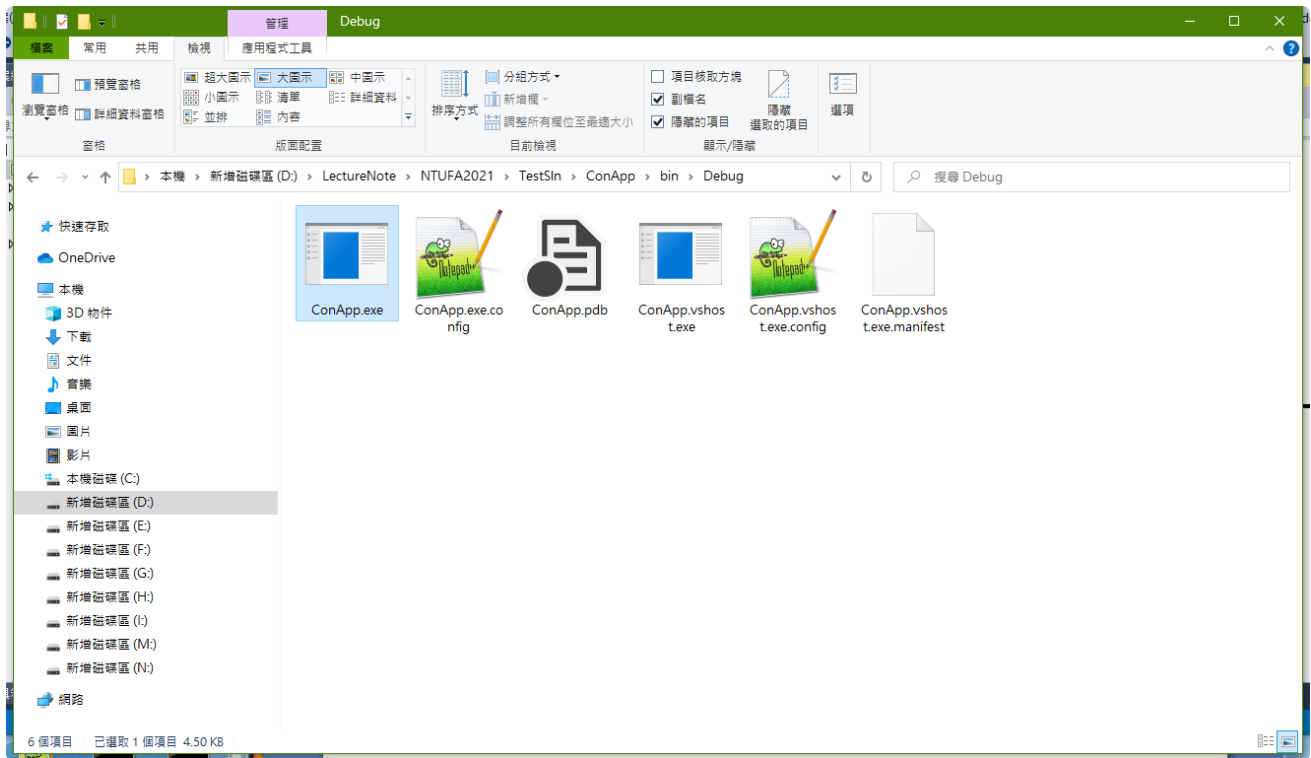 管理 Debug
檔案 常用 共用 檢視 應用程式工具
瀏覽窗格
預覽窗格
詳細資料窗格
窗格
超大圖示 大圖示 中圖示
小圖示 清單 詳細資料
並排 內容
版面配置
排序方式
分組方式
新增欄
調整所有欄位至最適大小
目前檢視
項目核取方塊
副檔名
隱藏的項目
隱藏
選取的項目
顯示/隱藏
選項
本機 › 新增磁碟區 (D:) › LectureNote › NTUFA2021 › TestSln › ConApp › bin › Debug
搜尋 Debug
快速存取
OneDrive
本機
3D 物件
下載
文件
音樂
桌面
圖片
影片
本機磁碟 (C:)
新增磁碟區 (D:)
新增磁碟區 (E:)
新增磁碟區 (F:)
新增磁碟區 (G:)
新增磁碟區 (H:)
新增磁碟區 (I:)
新增磁碟區 (M:)
新增磁碟區 (N:)
網路
Notepad++
Notepad++
ConApp.exe
ConApp.exe.co
nfig
ConApp.pdb
ConApp.vshos
t.exe
ConApp.vshos
t.exe.config
ConApp.vshos
t.exe.manifest
6 個項目 已選取 1 個項目 4.50 KB